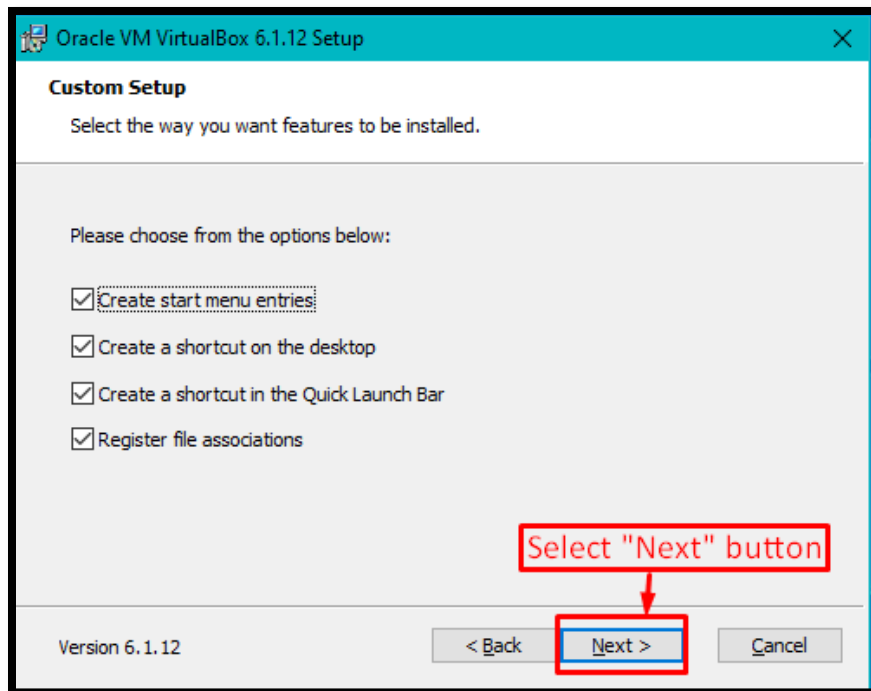 Oracle VM VirtualBox 6.1.12 Setup
Custom Setup
Select the way you want features to be installed.
Please choose from the options below:
Create start menu entries
Create a shortcut on the desktop
Create a shortcut in the Quick Launch Bar
Register file associations
Select "Next" button
Version 6.1.12
< Back
Next >
Cancel